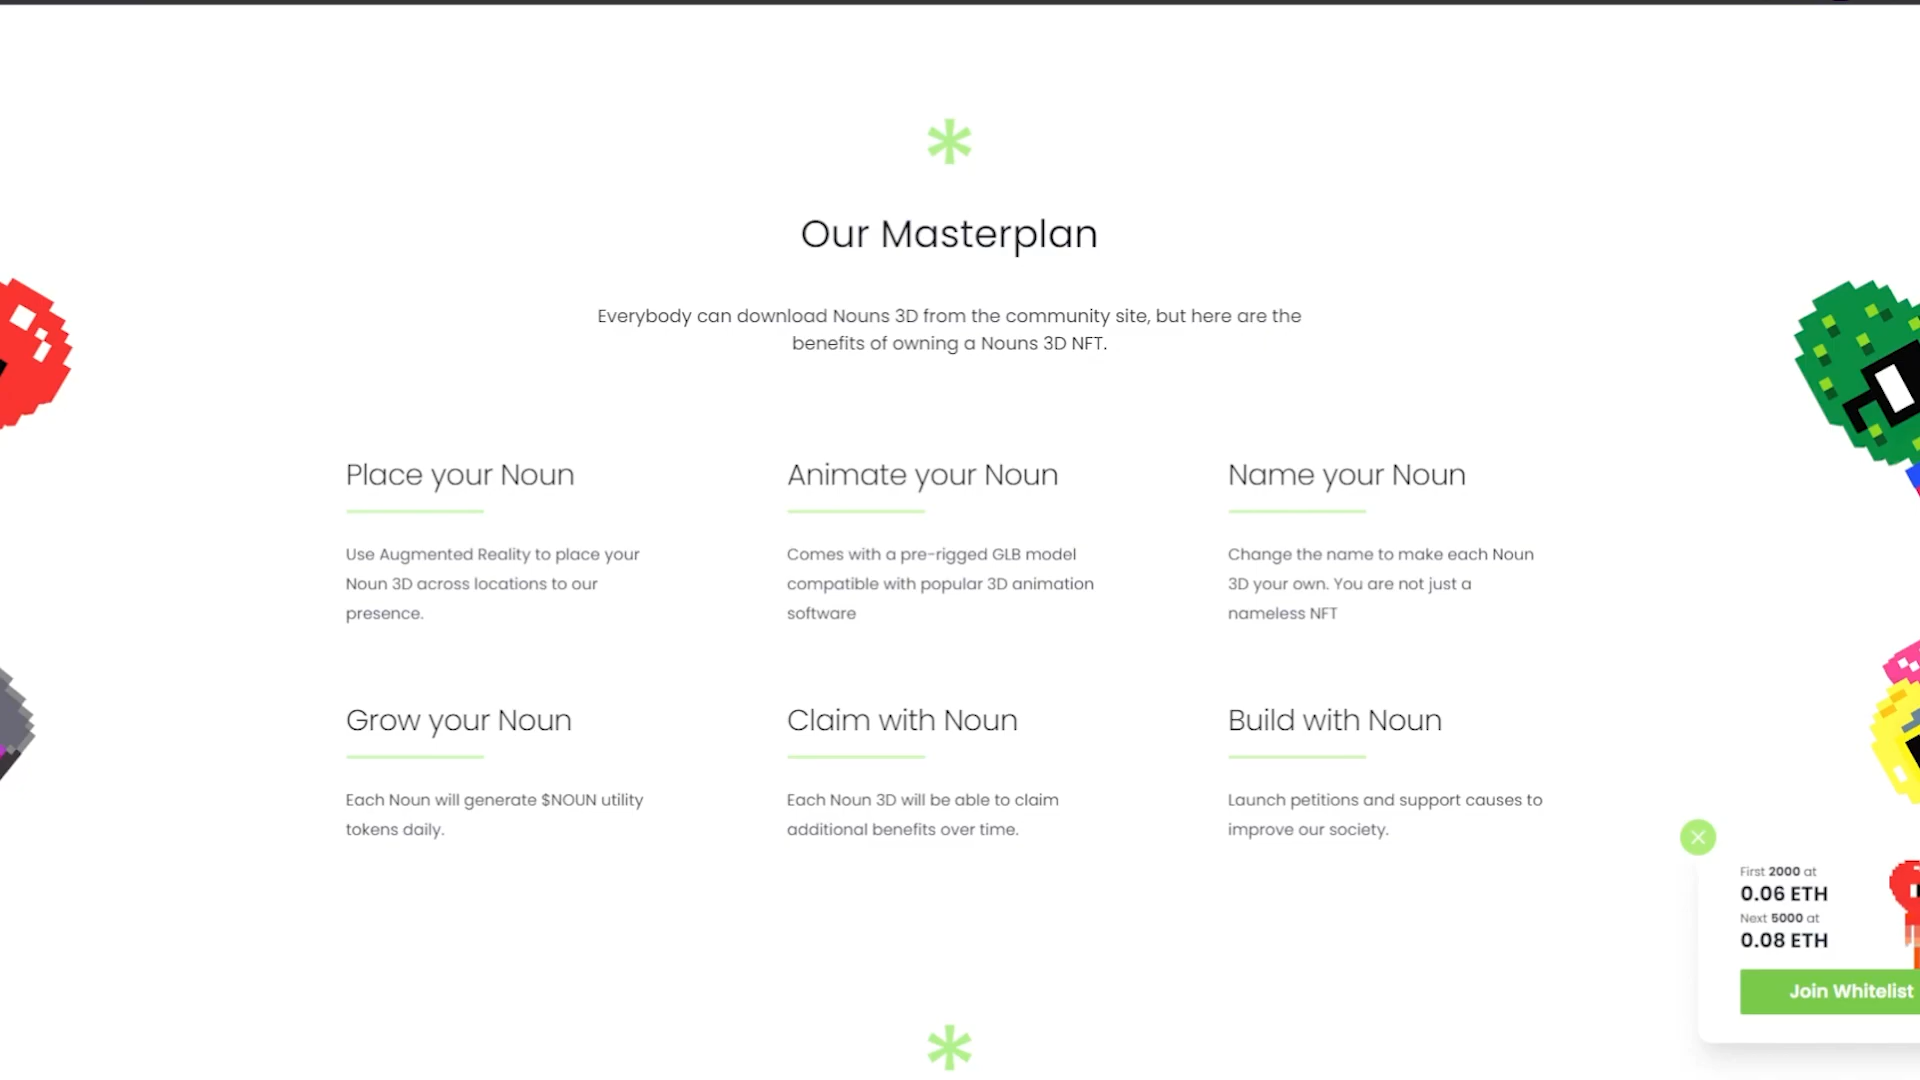 Our Masterplan
Everybody can download Nouns 3D from the community site, but here are the
benefits of owning a Nouns 3D NFT.
Place your Noun
Use Augmented Reality to place your
Noun 3D across locations to our
presence.
Animate your Noun
Comes with a pre-rigged GLB model
compatible with popular 3D animation
software
Name your Noun
Change the name to make each Noun
3D your own. You are not just a
nameless NFT
Grow your Noun
Each Noun will generate $NOUN utility
tokens daily.
Claim with Noun
Each Noun 3D will be able to claim
additional benefits over time.
Build with Noun
Launch petitions and support causes to
improve our society.
First 2000 at
0.06 ETH
Next 5000 at
0.08 ETH
Join Whitelist